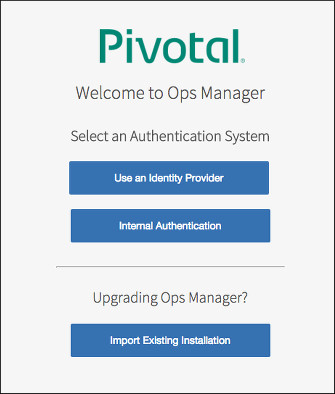 Pivotal
Welcome to Ops Manager
Select an Authentication System
Use an Identity Provider
Internal Authentication
Upgrading Ops Manager?
Import Existing Installation